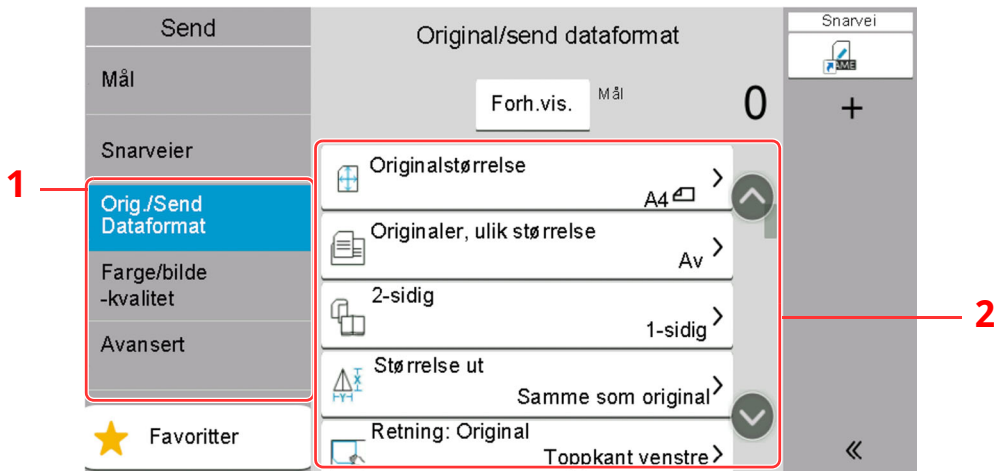 Send
Mål
Snarveier
1
Orig./Send
Dataformat
Farge/bilde
-kvalitet
Avansert
Favoritter
Original/send dataformat
Forh.vis.
Mål
0
Originalstørrelse
A4
Originaler, ulik størrelse
Av
2-sidig
1-sidig
Størrelse ut
Samme som original
Retning: Original
Toppkant venstre
Snarvei
+
2